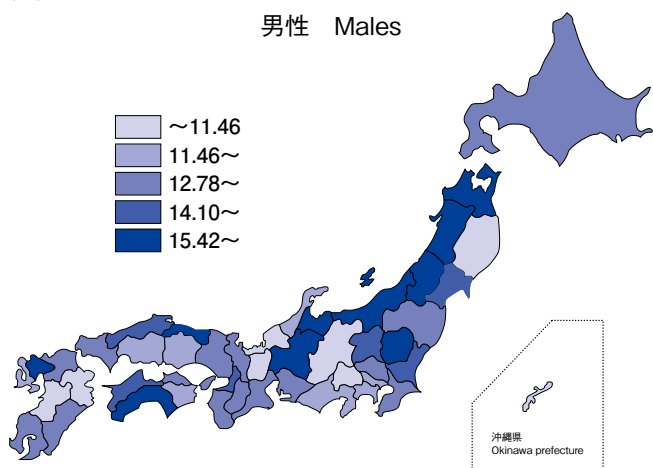 男性　Males
～11.46
11.46～
12.78～
14.10～
15.42～
沖縄県
Okinawa prefecture